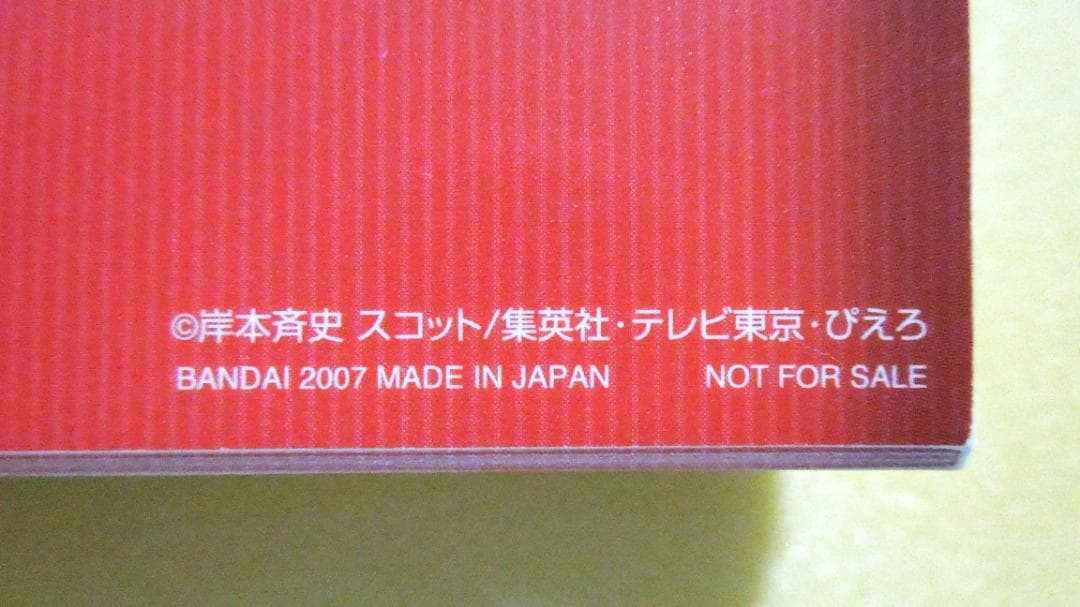 ©岸本斉史 スコット/集英社・テレビ東京・ぴえろ
BANDAI 2007 MADE IN JAPAN NOT FOR SALE